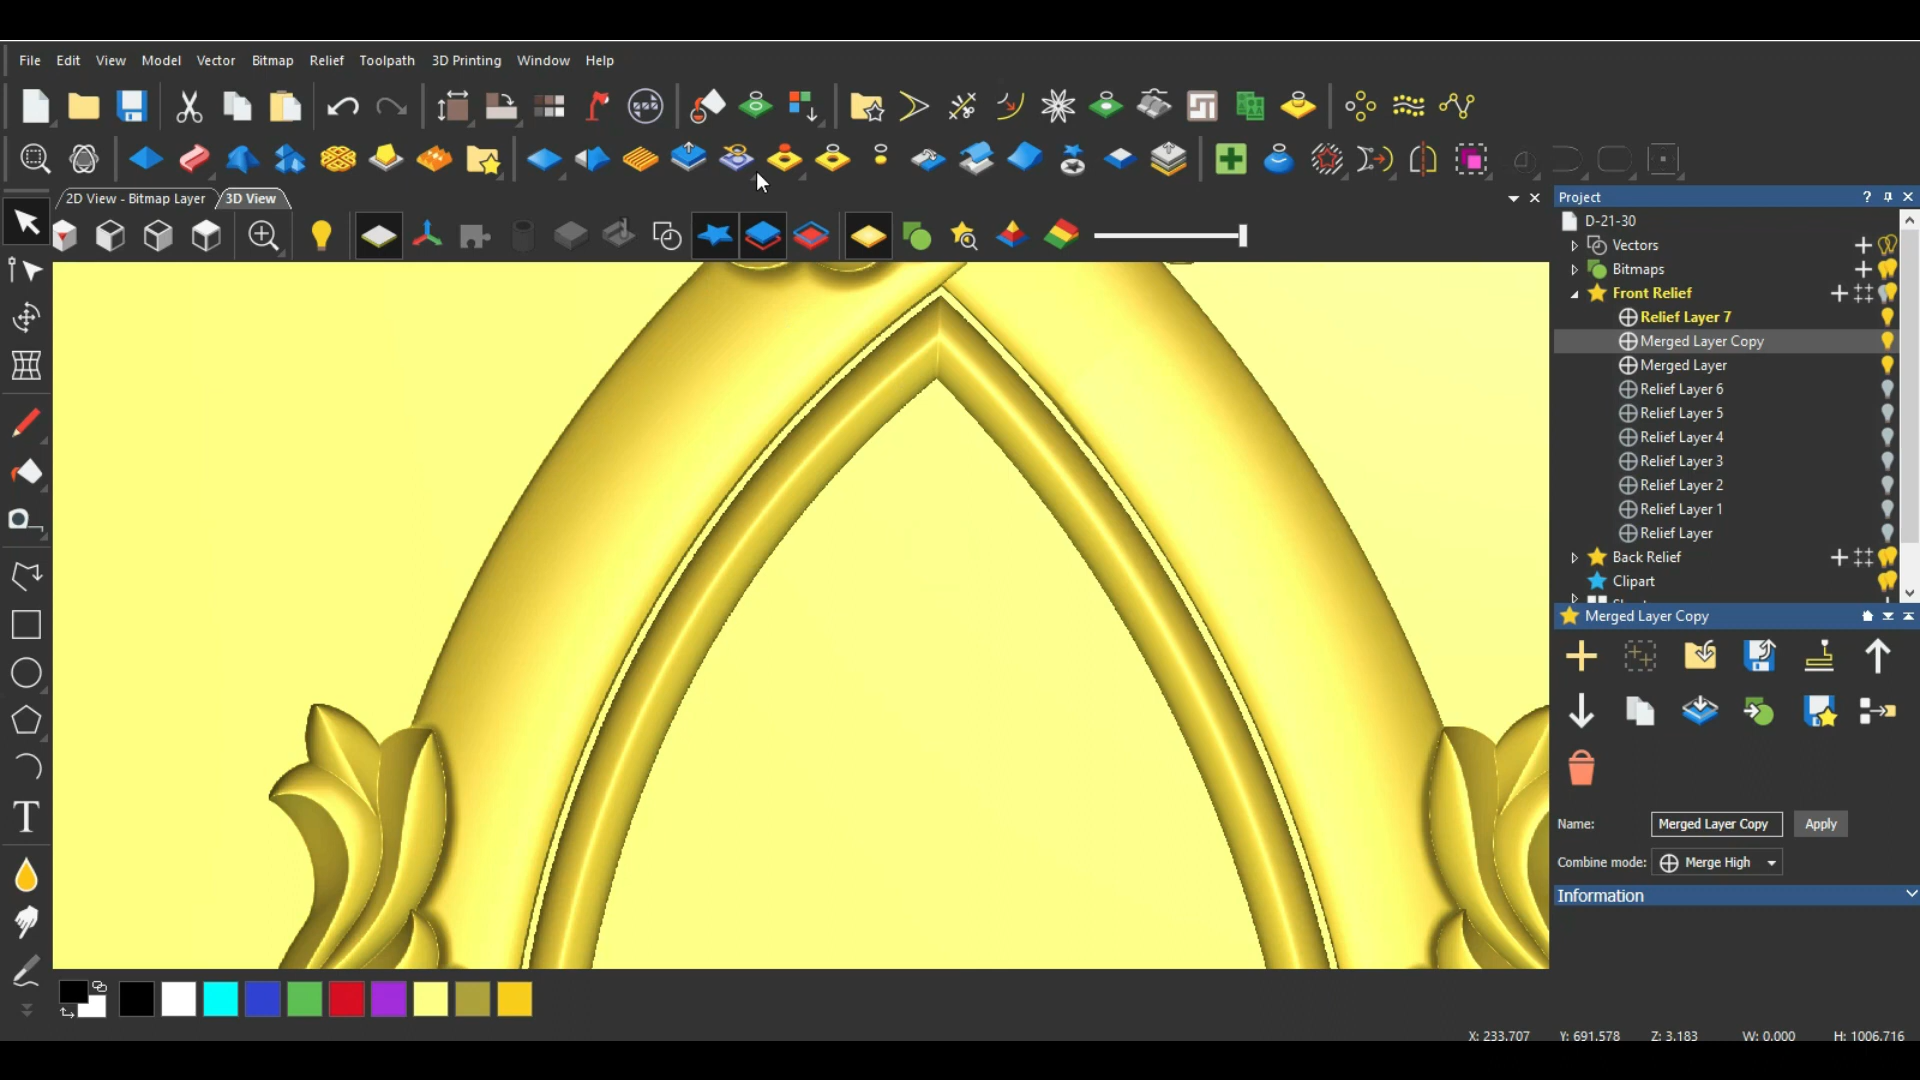 File Edit View Model Vector Bitmap Relief Toolpath 3D Printing Window Help
2D View - Bitmap Layer 3D View
Project
D-21-30
Vectors
Bitmaps
Front Relief
Relief Layer 7
Merged Layer Copy
Merged Layer
Relief Layer 6
Relief Layer 5
Relief Layer 4
Relief Layer 3
Relief Layer 2
Relief Layer 1
Relief Layer
Back Relief
Clipart
Merged Layer Copy
Name: Merged Layer Copy Apply
Combine mode: Merge High
Information
X: 233.707 Y: 691.578 Z: 3.183 W: 0.000 H: 1006.716